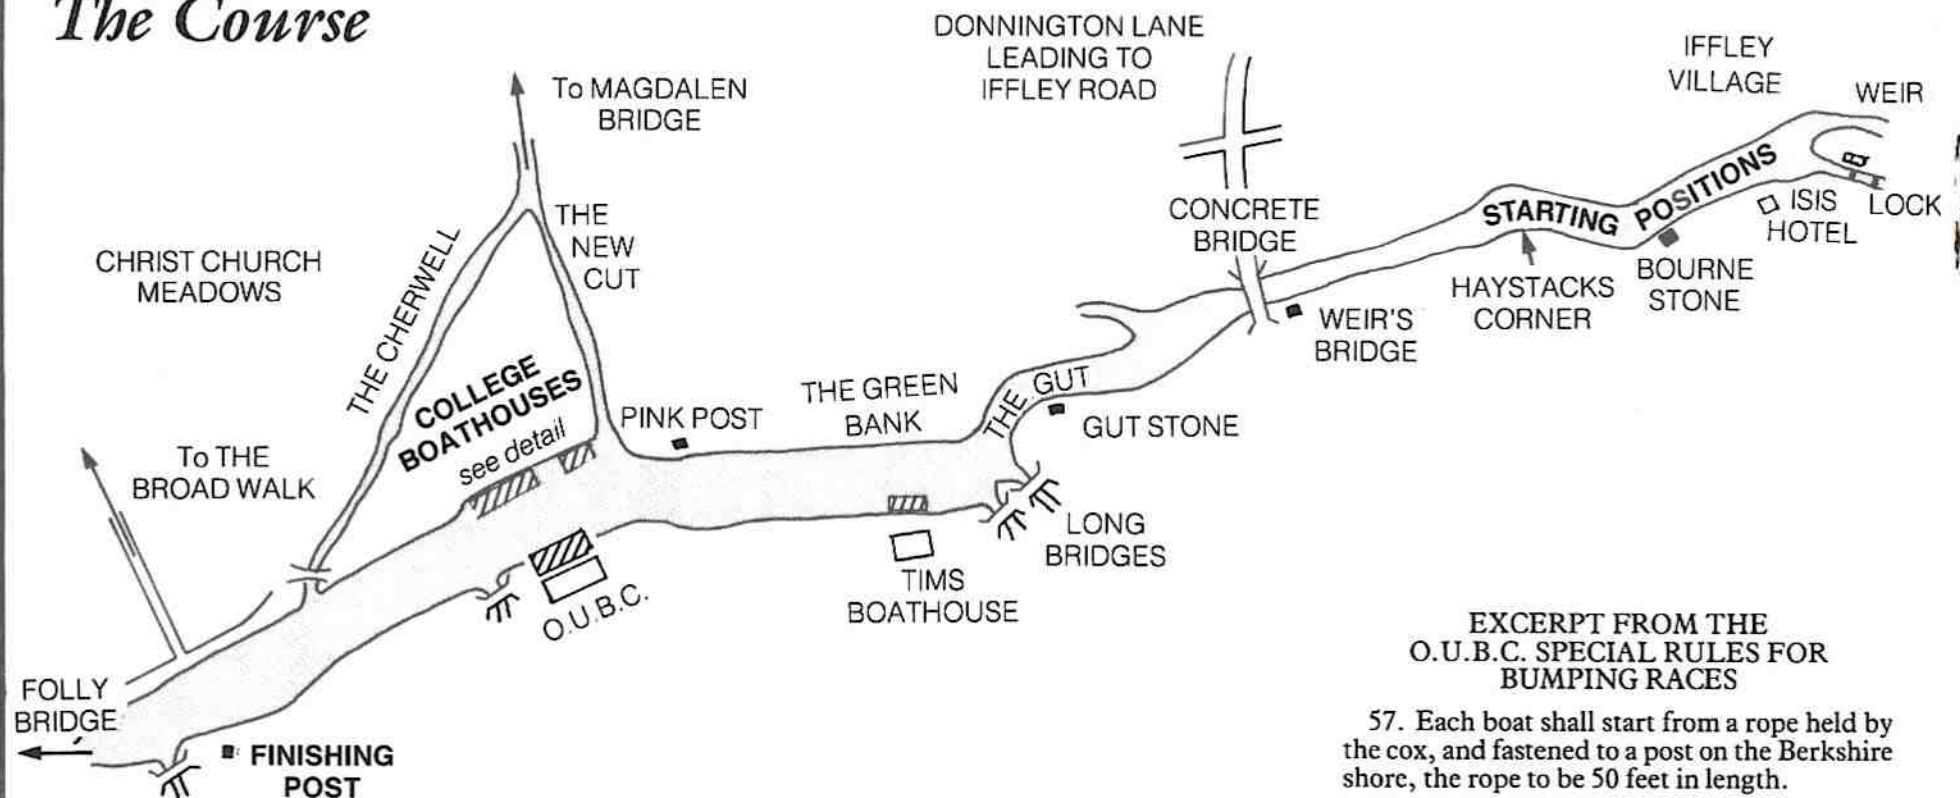 The Course
DONNINGTON LANE
LEADING TO
IFFLEY ROAD
IFFLEY
VILLAGE
WEIR
To MAGDALEN
BRIDGE
THE
NEW
CUT
CHRIST CHURCH
MEADOWS
THE CHERWELL
COLLEGE
BOATHOUSES
see detail
CONCRETE
BRIDGE
STARTING POSITIONS
ISIS
HOTEL
LOCK
HAYSTACKS
CORNER
BOURNE
STONE
WEIR'S
BRIDGE
To THE
BROAD WALK
PINK POST
THE GREEN
BANK
THE GUT
GUT STONE
LONG
BRIDGES
TIMS
BOATHOUSE
O.U.B.C.
FOLLY
BRIDGE
FINISHING
POST
EXCERPT FROM THE
O.U.B.C. SPECIAL RULES FOR
BUMPING RACES
57. Each boat shall start from a rope held by
the cox, and fastened to a post on the Berkshire
shore, the rope to be 50 feet in length.